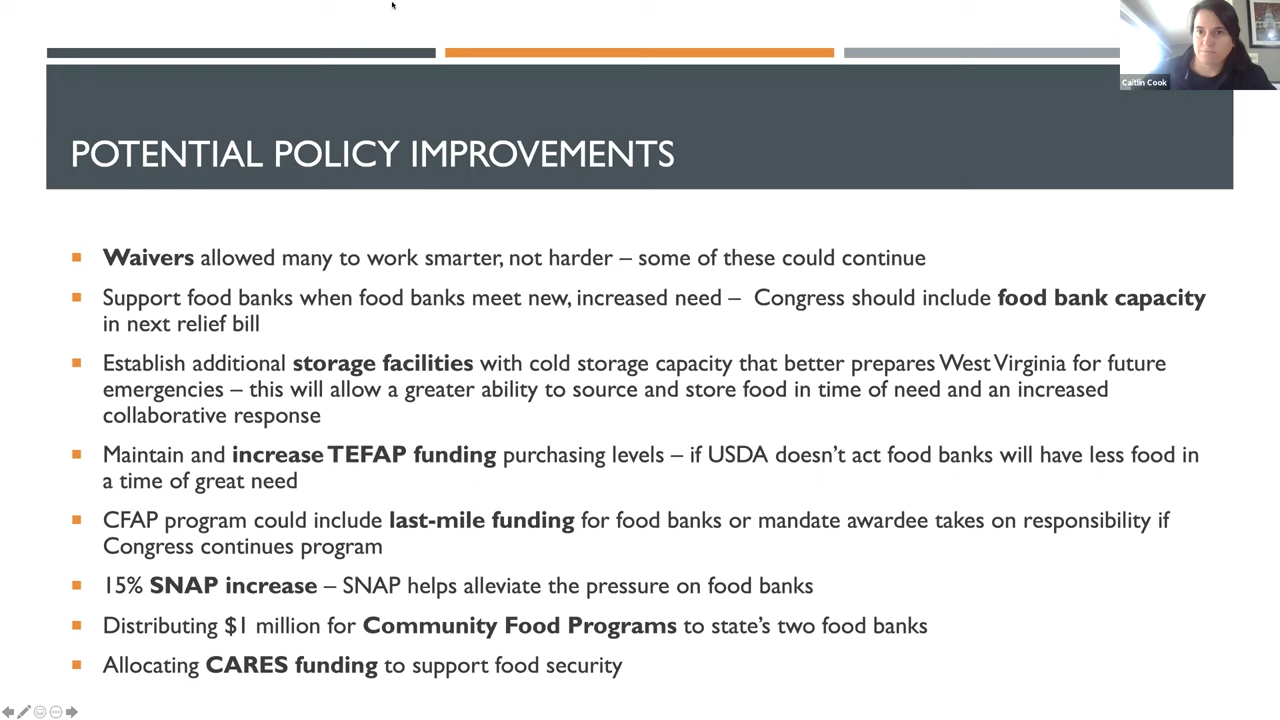 Caitlin Cook
POTENTIAL POLICY IMPROVEMENTS
Waivers allowed many to work smarter, not harder – some of these could continue
Support food banks when food banks meet new, increased need – Congress should include food bank capacity
in next relief bill
Establish additional storage facilities with cold storage capacity that better prepares West Virginia for future
emergencies – this will allow a greater ability to source and store food in time of need and an increased
collaborative response
Maintain and increase TEFAP funding purchasing levels – if USDA doesn't act food banks will have less food in
a time of great need
CFAP program could include last-mile funding for food banks or mandate awardee takes on responsibility if
Congress continues program
15% SNAP increase – SNAP helps alleviate the pressure on food banks
Distributing $1 million for Community Food Programs to state's two food banks
Allocating CARES funding to support food security